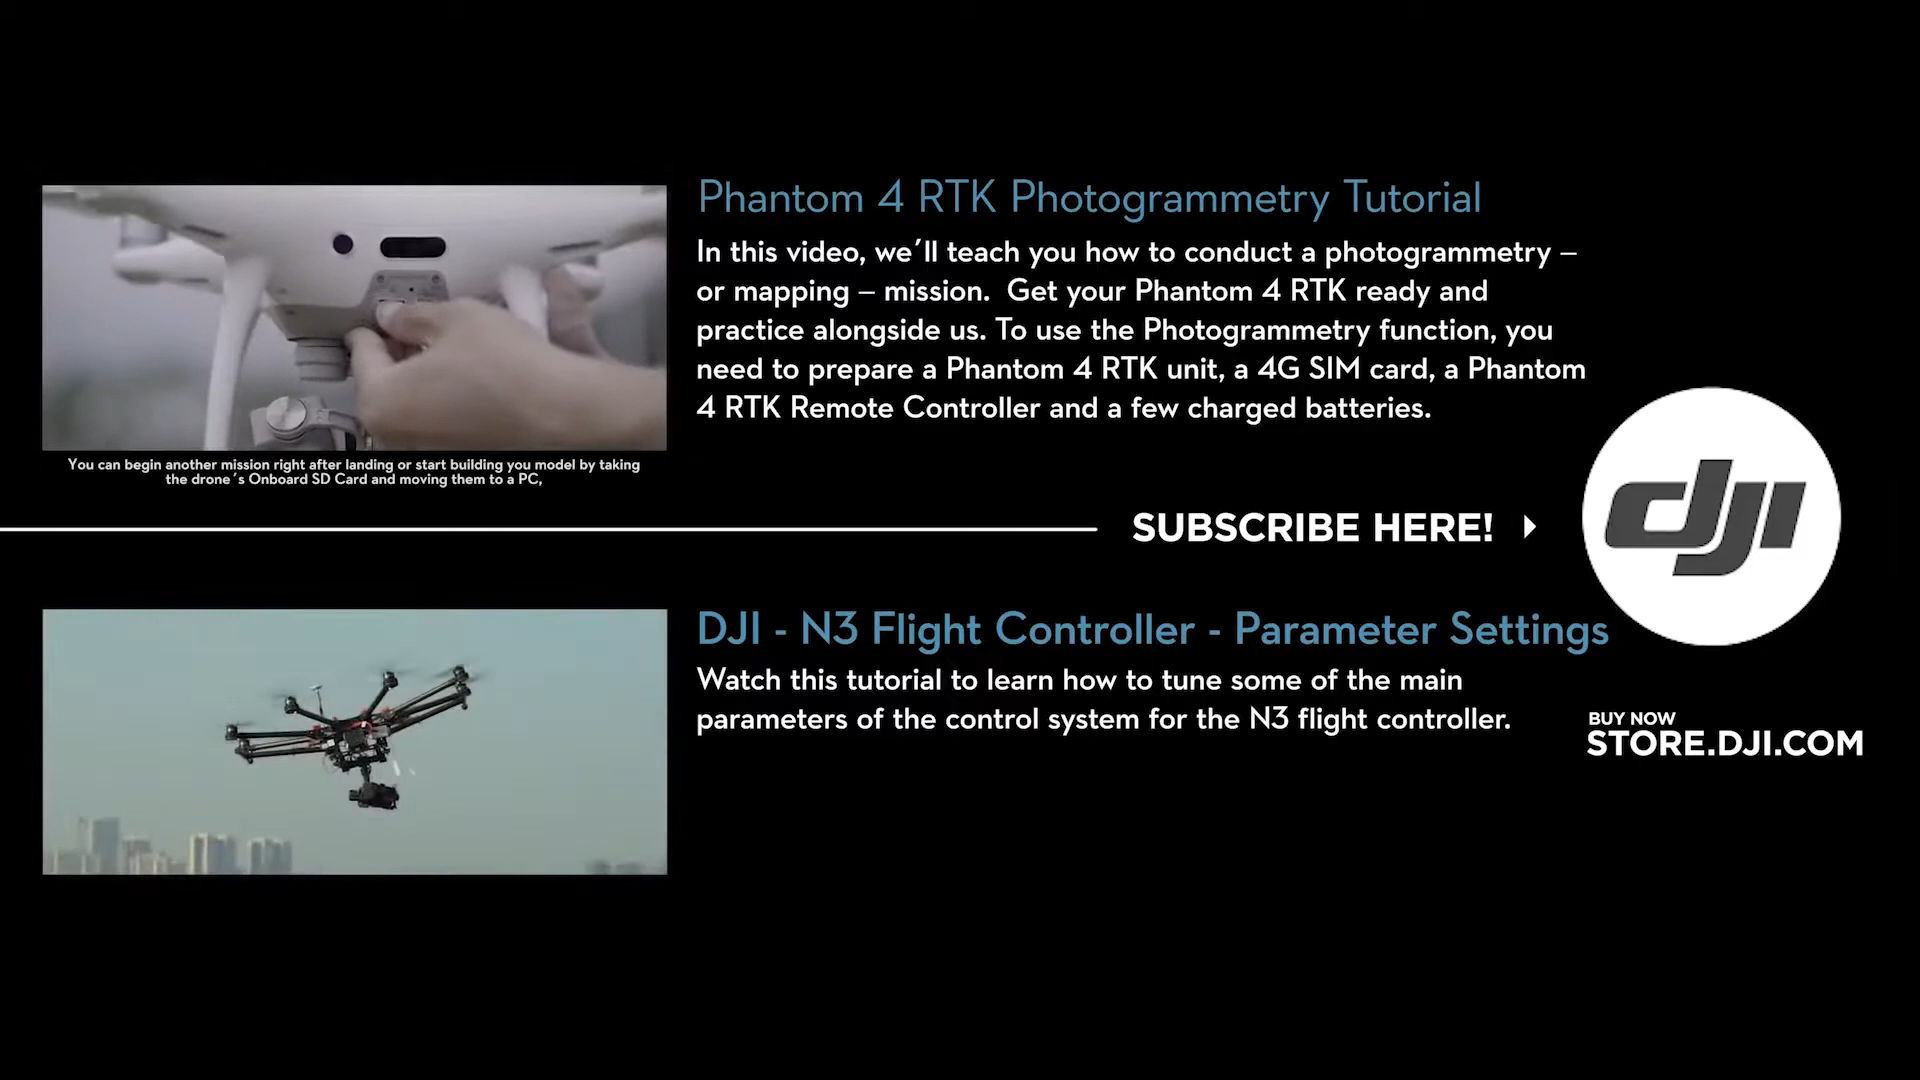 Phantom 4 RTK Photogrammetry Tutorial
In this video, we´ll teach you how to conduct a photogrammetry –
or mapping – mission.  Get your Phantom 4 RTK ready and
practice alongside us. To use the Photogrammetry function, you
need to prepare a Phantom 4 RTK unit, a 4G SIM card, a Phantom
4 RTK Remote Controller and a few charged batteries.
You can begin another mission right after landing or start building you model by taking
the drone´s Onboard SD Card and moving them to a PC,
SUBSCRIBE HERE!
dji
DJI - N3 Flight Controller - Parameter Settings
Watch this tutorial to learn how to tune some of the main
parameters of the control system for the N3 flight controller.
BUY NOW
STORE.DJI.COM